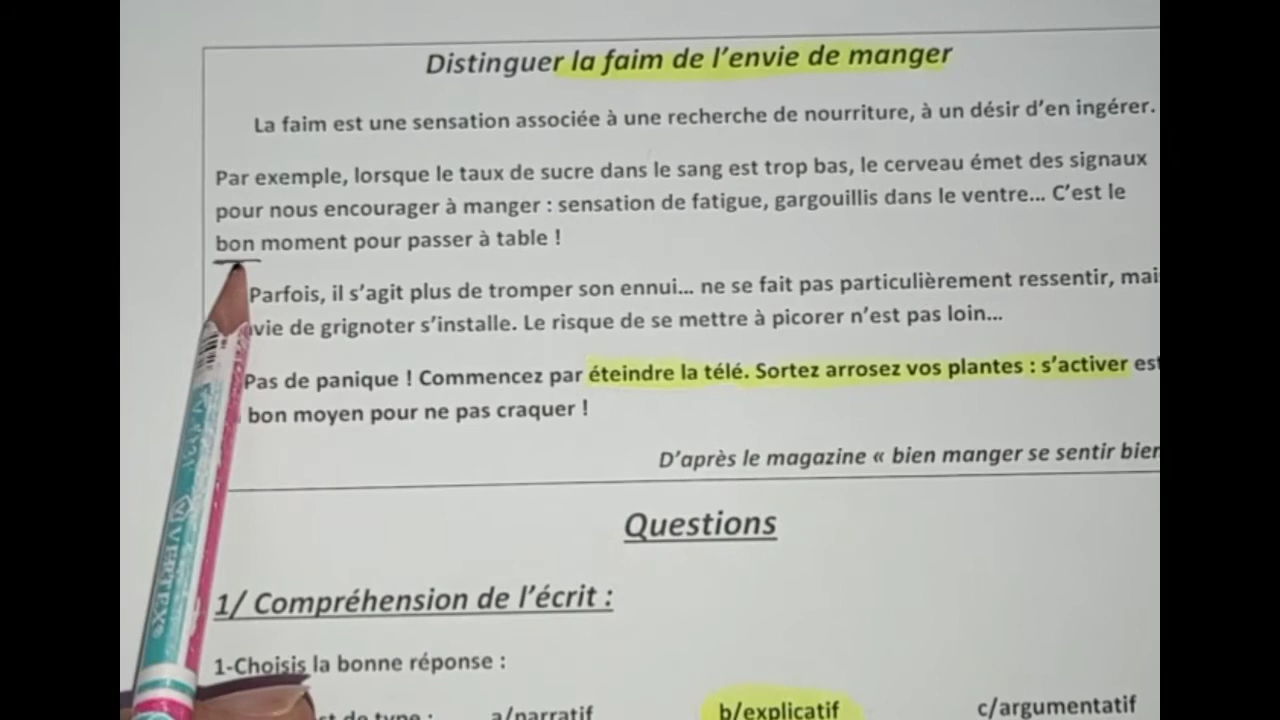 Distinguer la faim de l'envie de manger
La faim est une sensation associée à une recherche de nourriture, à un désir d'en ingérer.
Par exemple, lorsque le taux de sucre dans le sang est trop bas, le cerveau émet des signaux
pour nous encourager à manger : sensation de fatigue, gargouillis dans le ventre... C'est le
bon moment pour passer à table !
Parfois, il s'agit plus de tromper son ennui... ne se fait pas particulièrement ressentir, mai
vie de grignoter s'installe. Le risque de se mettre à picorer n'est pas loin...
Pas de panique ! Commencez par éteindre la télé. Sortez arrosez vos plantes : s'activer est
bon moyen pour ne pas craquer !
D'après le magazine « bien manger se sentir bien
Questions
1/ Compréhension de l'écrit :
1-Choisis la bonne réponse :
de type : a/narratif b/explicatif c/argumentatif
VERTEX